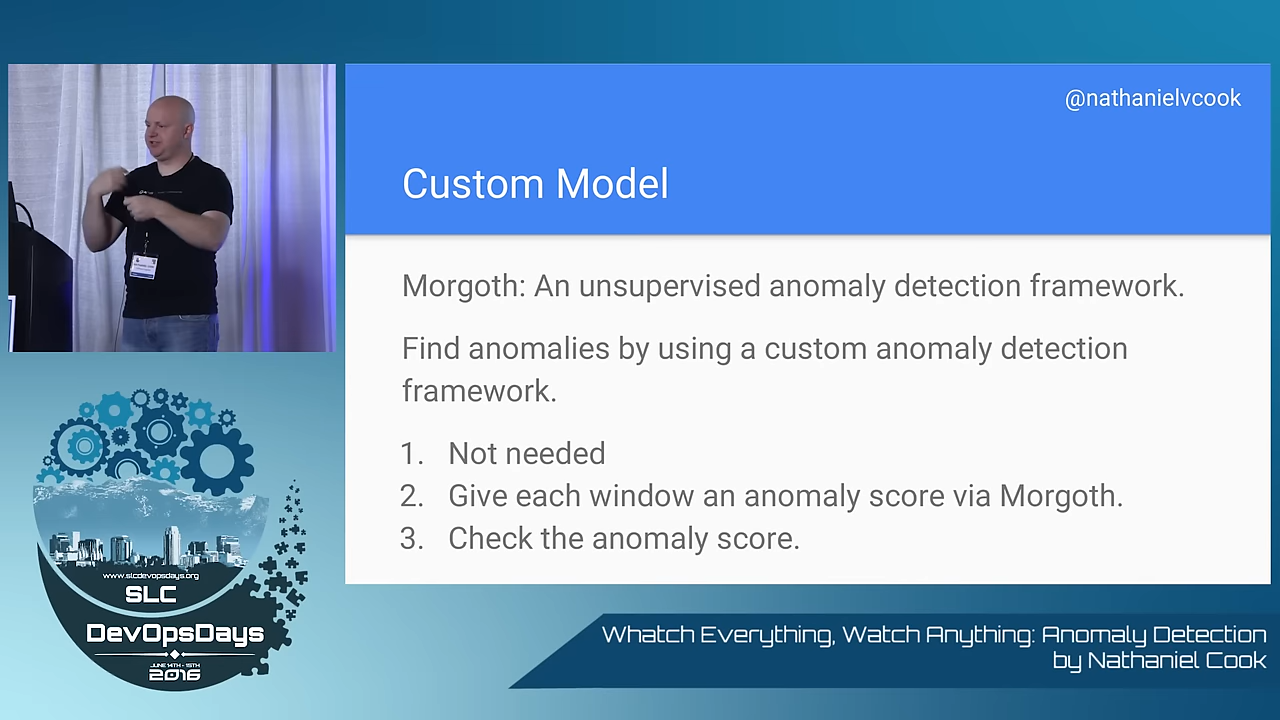 @nathanielvcook
Custom Model
Morgoth: An unsupervised anomaly detection framework.
Find anomalies by using a custom anomaly detection
framework.
1. Not needed
2. Give each window an anomaly score via Morgoth.
3. Check the anomaly score.
www.slcdevopsdays.org
SLC
DevOpsDays
JUNE 14TH - 15TH
2016
Whatch Everything, Watch Anything: Anomaly Detection
by Nathaniel Cook